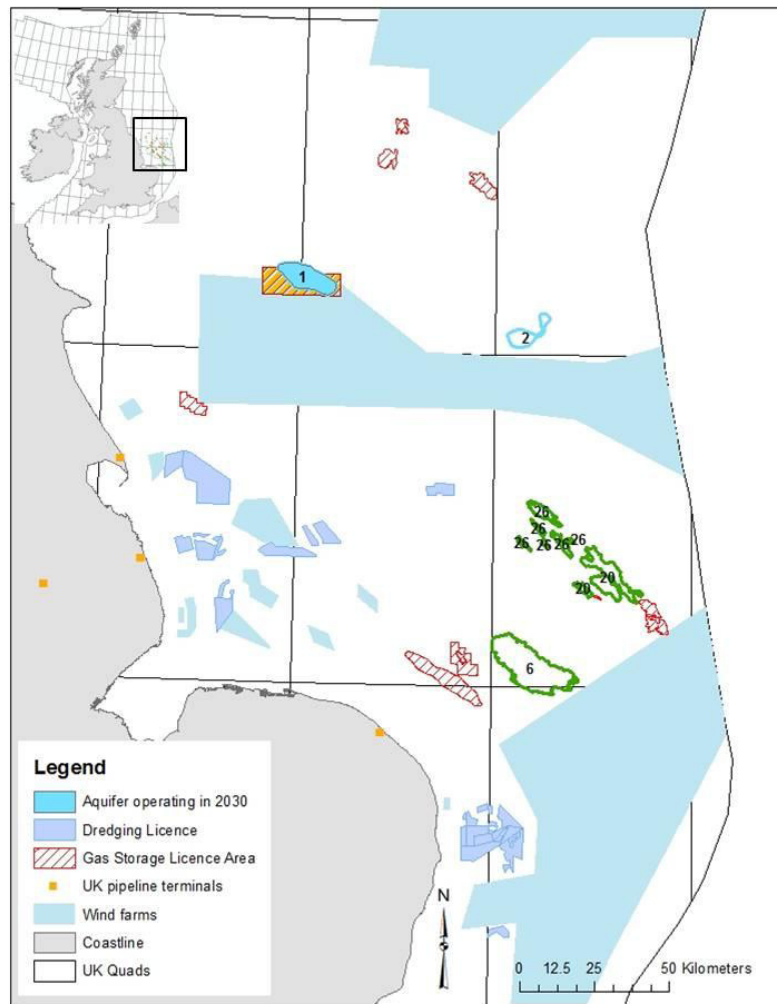 1
2
26
26
26
26
26
26
20
20
6
Legend
Aquifer operating in 2030
Dredging Licence
Gas Storage Licence Area
UK pipeline terminals
Wind farms
Coastline
UK Quads
N
0 12.5 25 50 Kilometers